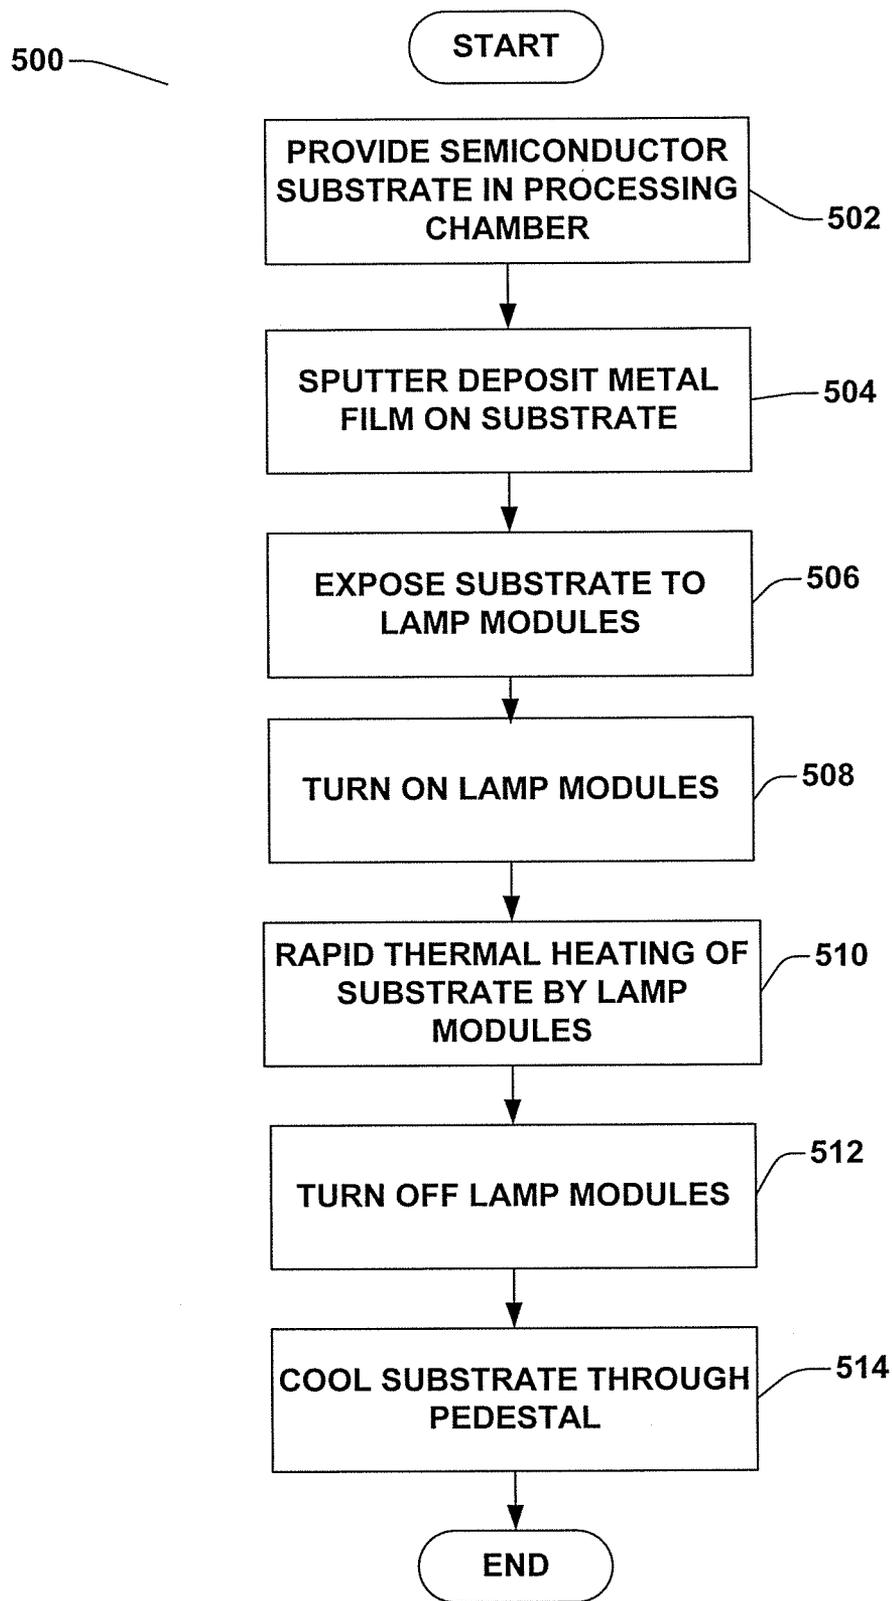 START
500
PROVIDE SEMICONDUCTOR
SUBSTRATE IN PROCESSING
CHAMBER
502
SPUTTER DEPOSIT METAL
FILM ON SUBSTRATE
504
EXPOSE SUBSTRATE TO
LAMP MODULES
506
TURN ON LAMP MODULES
508
RAPID THERMAL HEATING OF
SUBSTRATE BY LAMP
MODULES
510
TURN OFF LAMP MODULES
512
COOL SUBSTRATE THROUGH
PEDESTAL
514
END